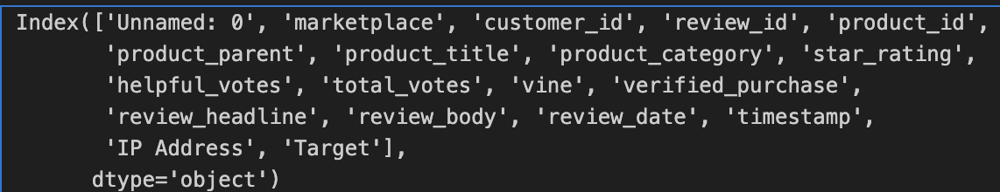 Index(['Unnamed: 0', 'marketplace', 'customer_id', 'review_id', 'product_id',
'product_parent', 'product_title', 'product_category', 'star_rating',
'helpful_votes', 'total_votes', 'vine', 'verified_purchase',
'review_headline', 'review_body', 'review_date', 'timestamp',
'IP Address', 'Target'],
dtype='object')